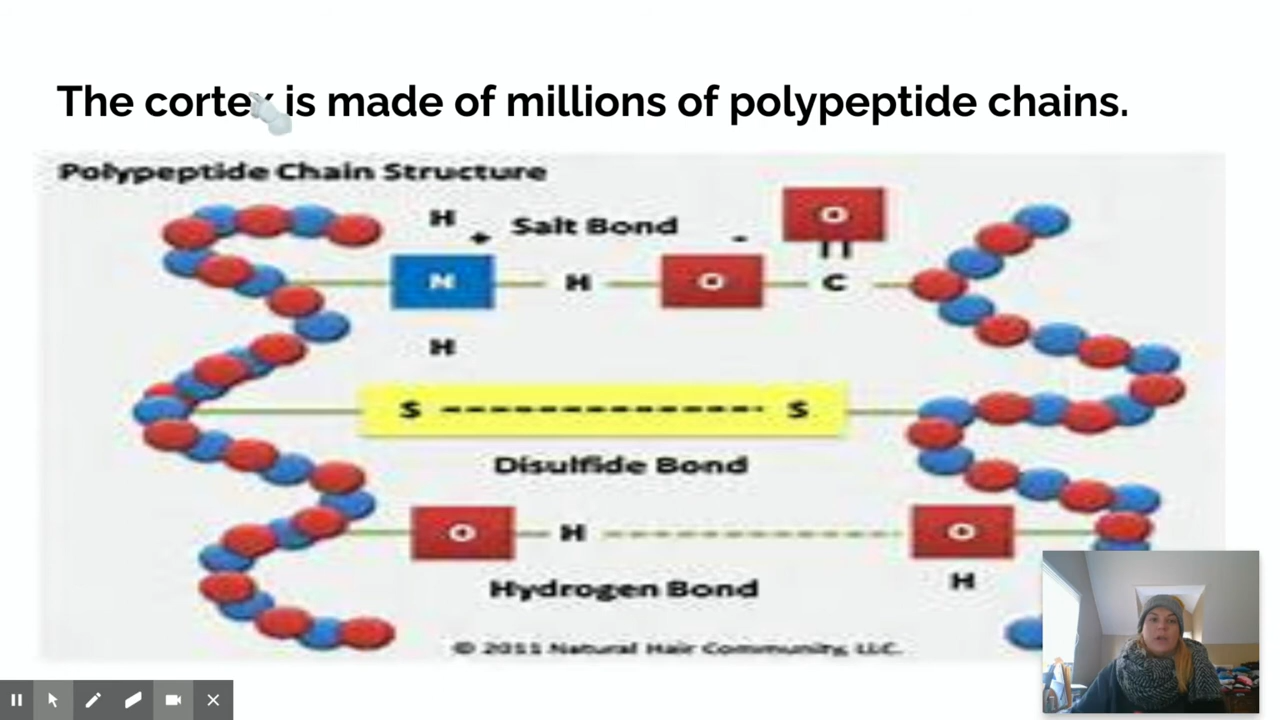 The cortex is made of millions of polypeptide chains.
Polypeptide Chain Structure
H + Salt Bond - O
N H O C
H
S S
Disulfide Bond
O H O
Hydrogen Bond H
© 2011 Natural Hair Community, LLC.